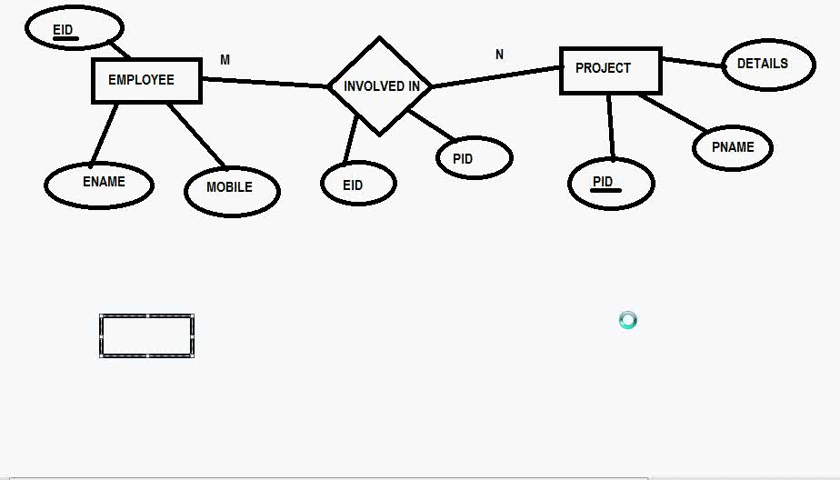 EID
EMPLOYEE
M
INVOLVED IN
N
PROJECT
DETAILS
ENAME
MOBILE
EID
PID
PID
PNAME